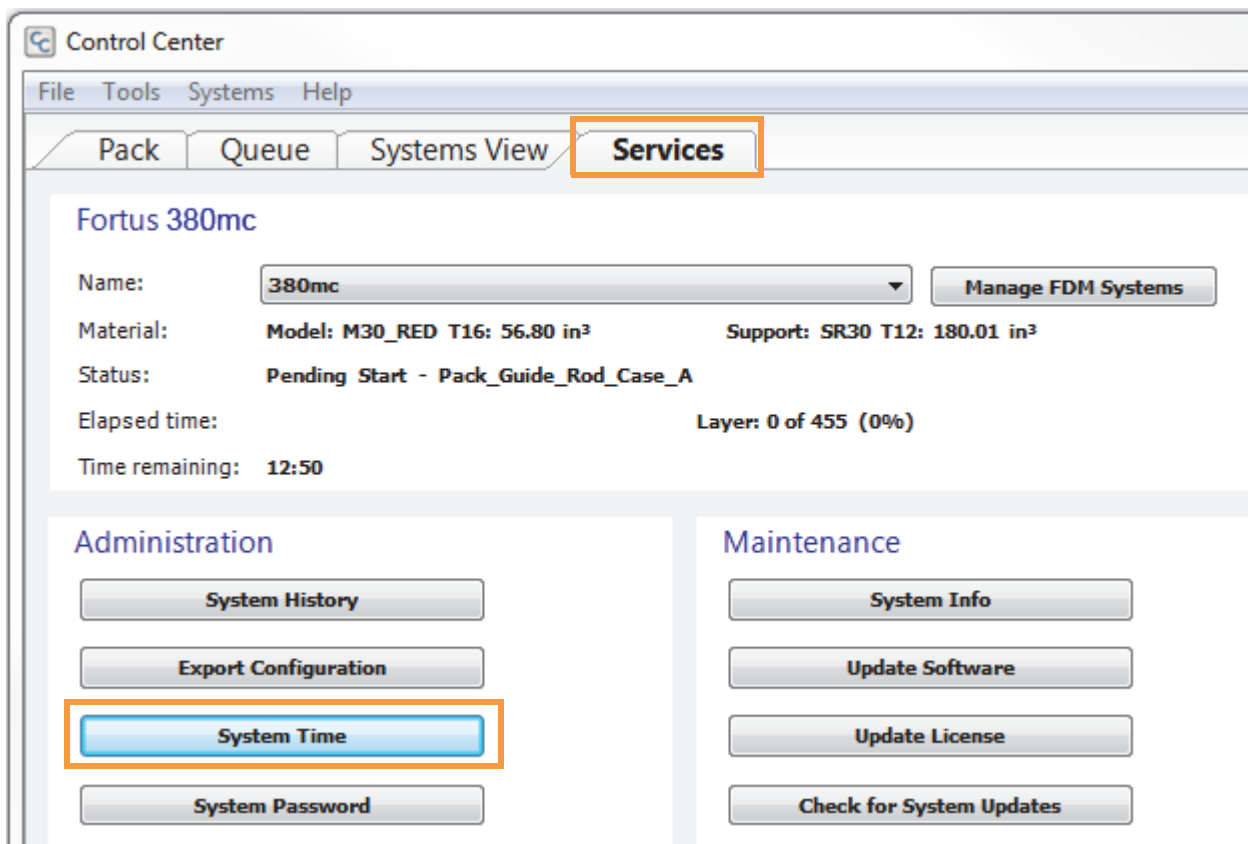 Control Center
File Tools Systems Help
Pack Queue Systems View Services
Fortus 380mc
Name: 380mc Manage FDM Systems
Material: Model: M30_RED T16: 56.80 in³ Support: SR30 T12: 180.01 in³
Status: Pending Start - Pack_Guide_Rod_Case_A
Elapsed time: Layer: 0 of 455 (0%)
Time remaining: 12:50
Administration
System History
Export Configuration
System Time
System Password
Maintenance
System Info
Update Software
Update License
Check for System Updates